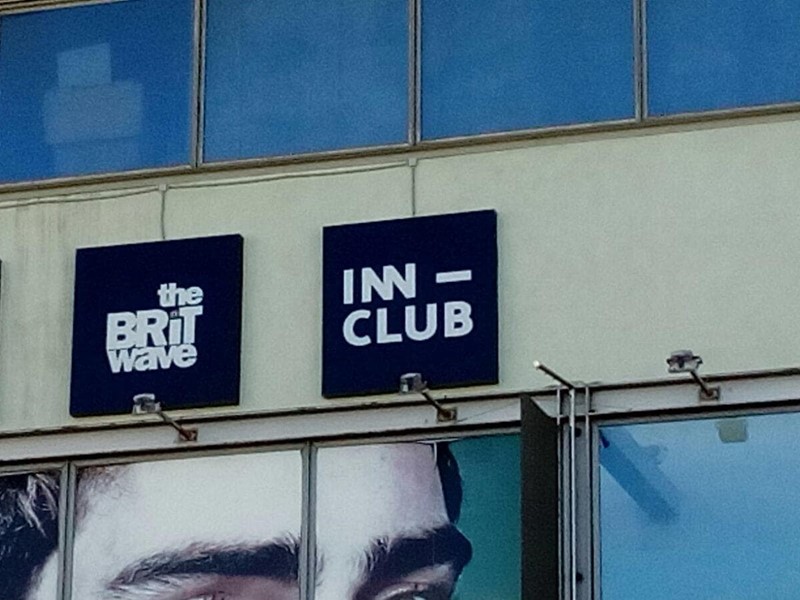 the
BRiT
wave
INN —
CLUB